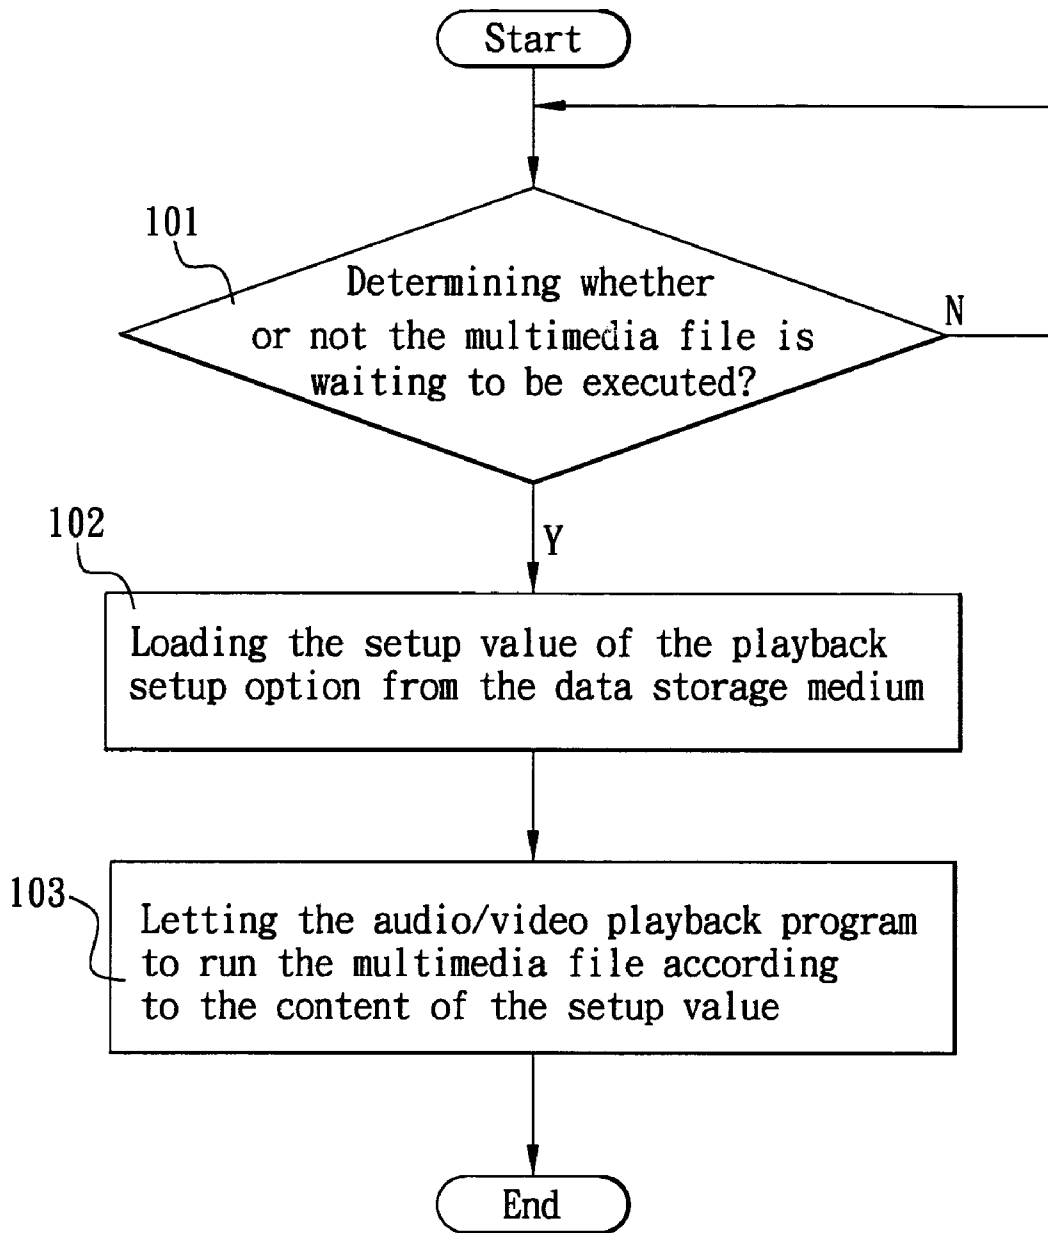 Start
101
Determining whether
or not the multimedia file is
waiting to be executed?
N
Y
102
Loading the setup value of the playback
setup option from the data storage medium
103
Letting the audio/video playback program
to run the multimedia file according
to the content of the setup value
End